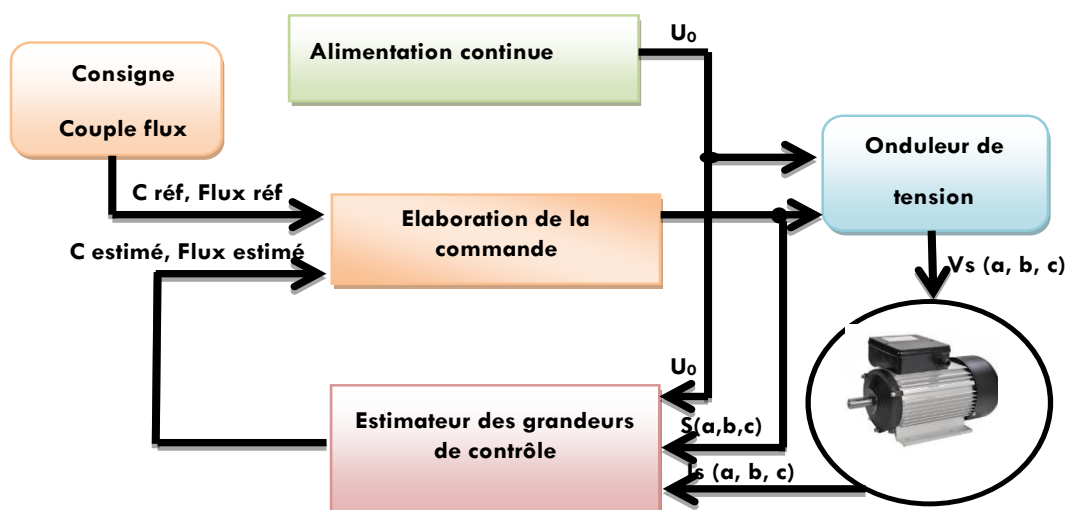 U₀
Alimentation continue
Consigne
Couple flux
Onduleur de
tension
C réf, Flux réf
Elaboration de la
commande
C estimé, Flux estimé
Vs (a, b, c)
U₀
Estimateur des grandeurs
de contrôle
S(a,b,c)
Is (a, b, c)